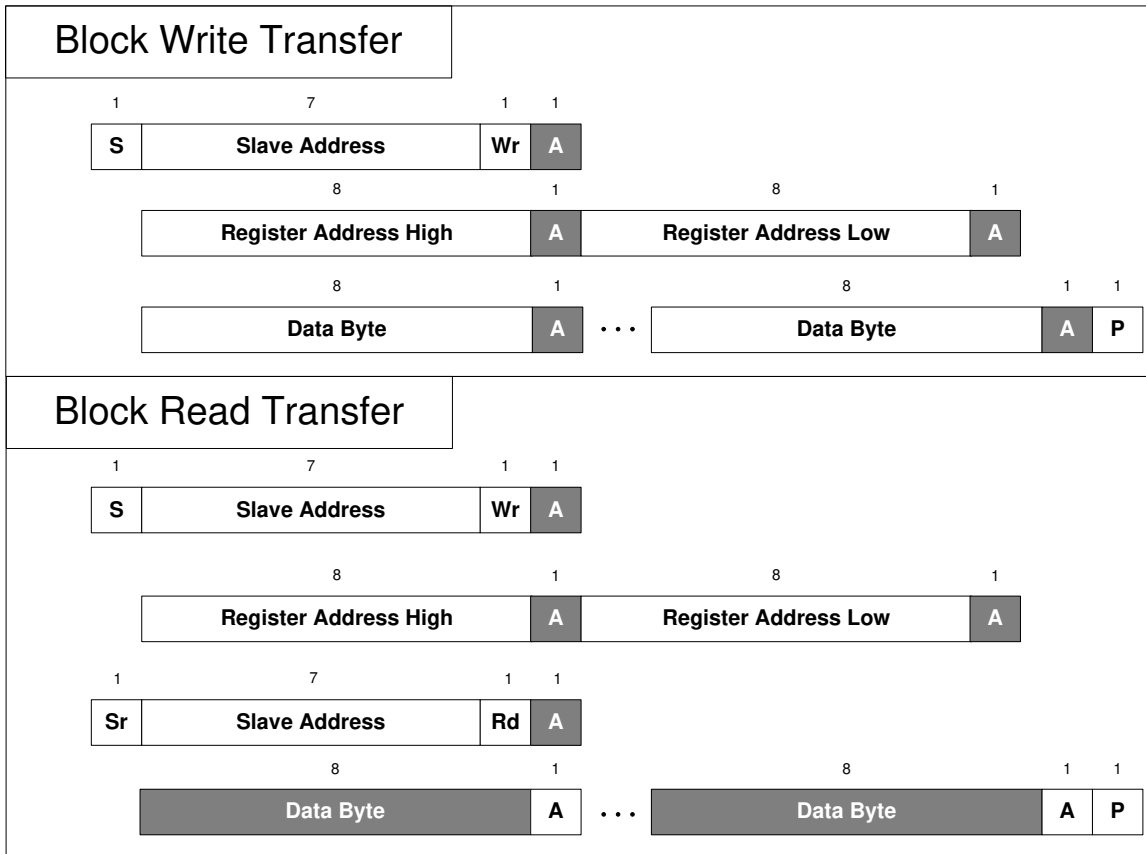 Block Write Transfer
1 7 1 1
S Slave Address Wr A
8 1 8 1
Register Address High A Register Address Low A
8 1 8 1 1
Data Byte A • • • Data Byte A P
Block Read Transfer
1 7 1 1
S Slave Address Wr A
8 1 8 1
Register Address High A Register Address Low A
1 7 1 1
Sr Slave Address Rd A
8 1 8 1 1
Data Byte A • • • Data Byte A P